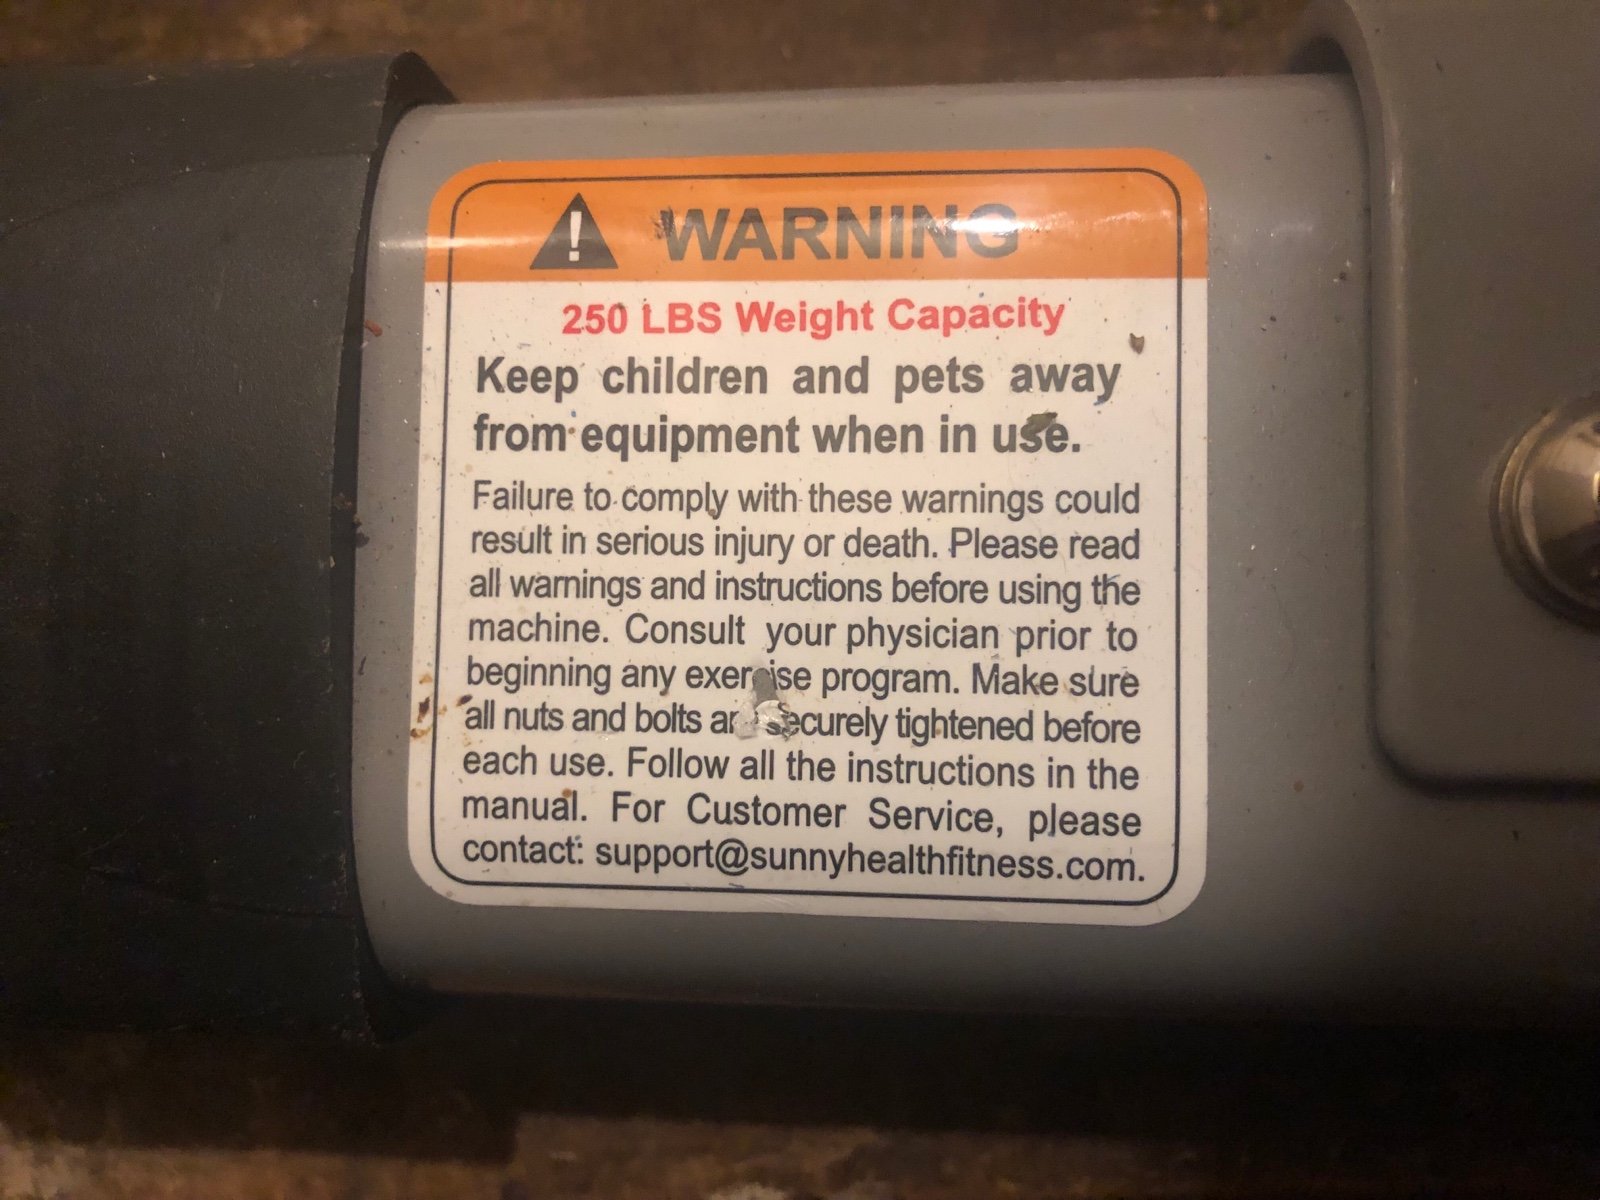 WARNING
250 LBS Weight Capacity
Keep children and pets away
from equipment when in use.
Failure to comply with these warnings could
result in serious injury or death. Please read
all warnings and instructions before using the
machine. Consult your physician prior to
beginning any exercise program. Make sure
all nuts and bolts are securely tightened before
each use. Follow all the instructions in the
manual. For Customer Service, please
contact: support@sunnyhealthfitness.com.